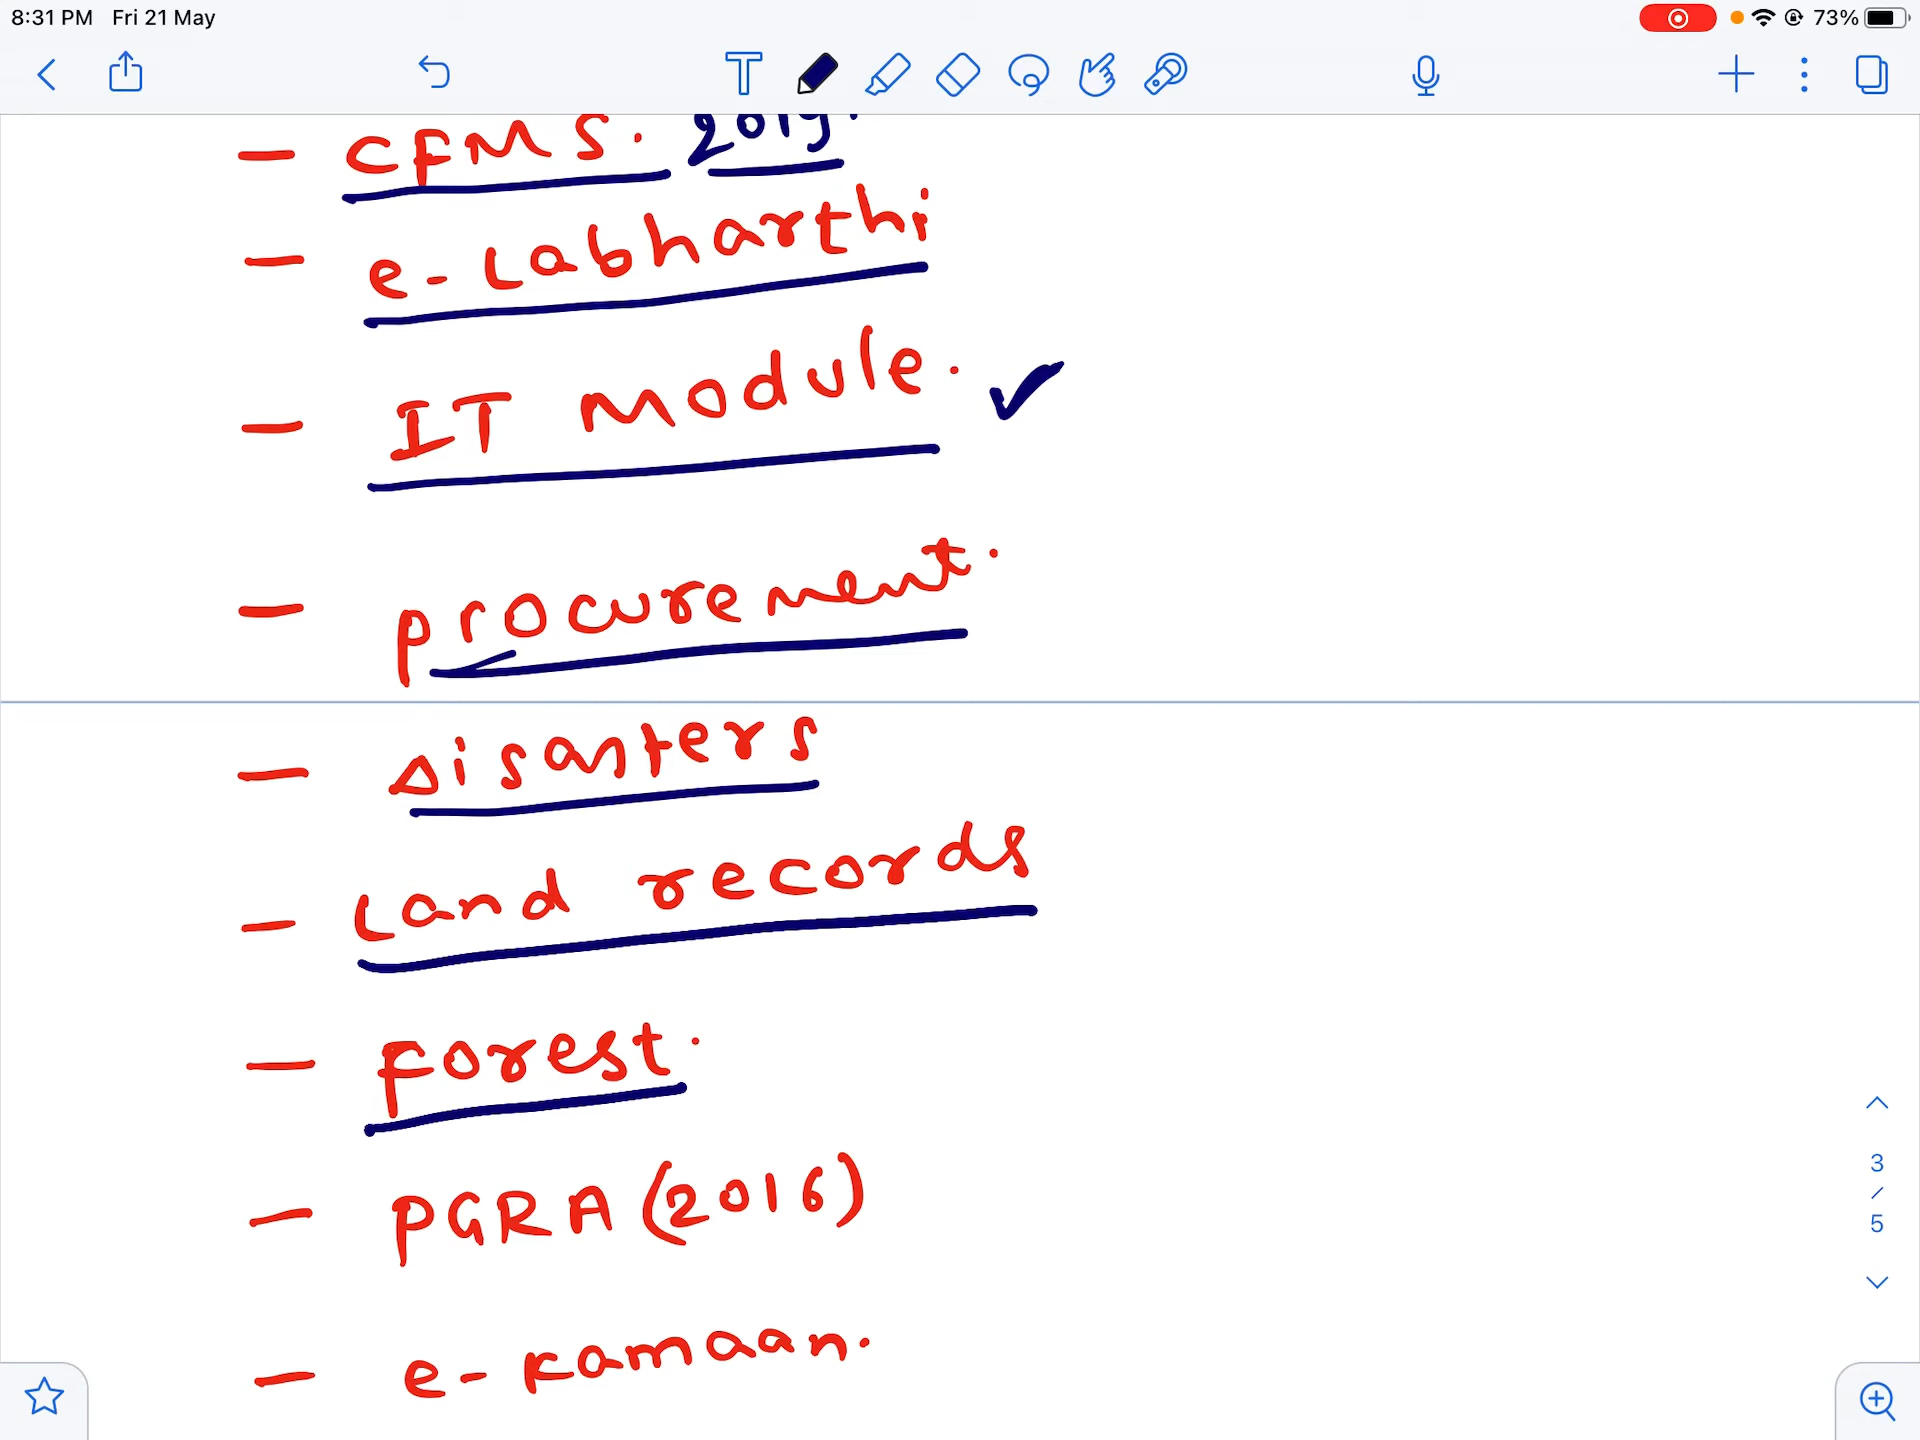 8:31 PM Fri 21 May 73%
T
- CFMS. 2019.
- e-Labharthi
- IT Module. ✓
- procurement.
- Disasters
- Land records
- Forest.
- PGRA (2016)
- e-Kamaan.
3
/
5